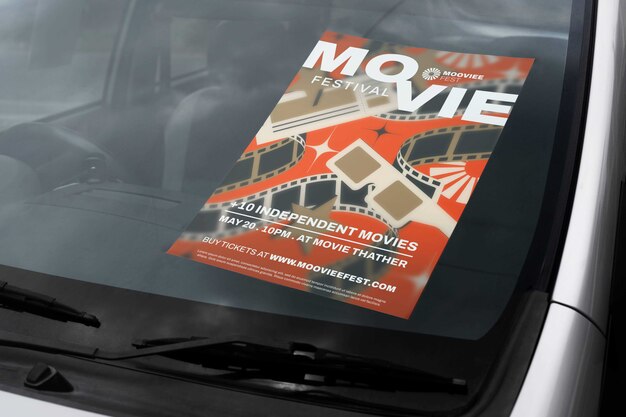 MO
VIE
FESTIVAL
MOOVIEE
FEST
+10 INDEPENDENT MOVIES
MAY 20. 10PM. AT MOVIE THATHER
BUY TICKETS AT WWW.MOOVIEEFEST.COM